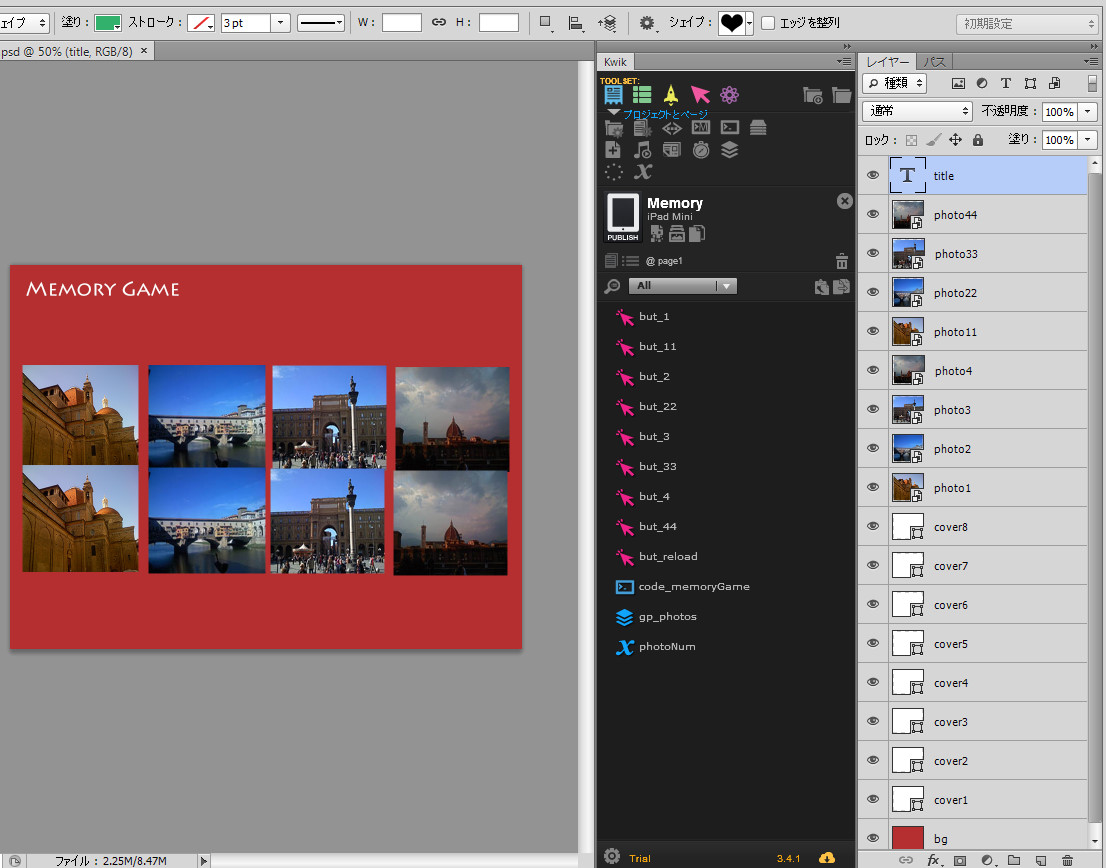 ェイプ 塗り: ストローク: 3 pt W: H: シェイプ: エッジを整列 初期設定
psd @ 50% (title, RGB/8) ×
MEMORY GAME
ファイル : 2.25M/8.47M
Kwik
TOOLSET:
プロジェクトとページ
Memory
iPad Mini
PUBLISH
@ page1
All
but_1
but_11
but_2
but_22
but_3
but_33
but_4
but_44
but_reload
code_memoryGame
gp_photos
photoNum
Trial 3.4.1
レイヤー パス
種類
通常 不透明度: 100%
ロック: 塗り: 100%
title
photo44
photo33
photo22
photo11
photo4
photo3
photo2
photo1
cover8
cover7
cover6
cover5
cover4
cover3
cover2
cover1
bg
fx